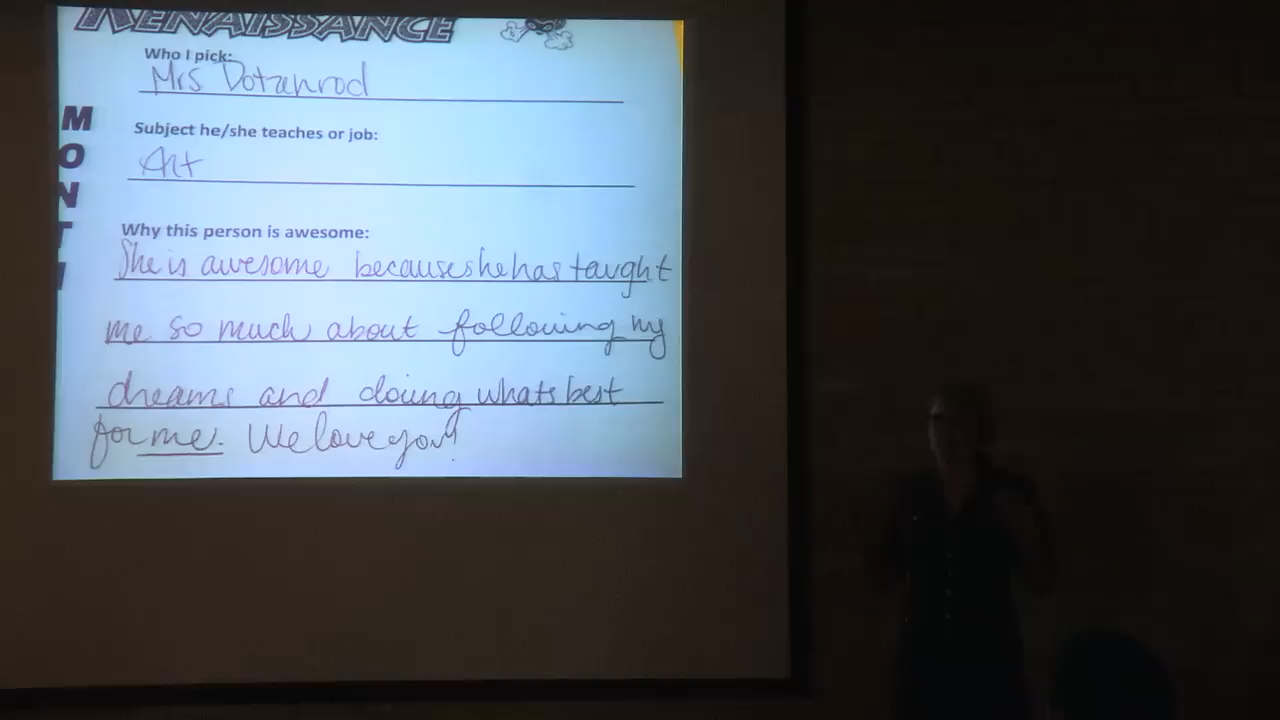 RENAISSANCE
Who I pick:
Mrs Dotzenrod
Subject he/she teaches or job:
Art
Why this person is awesome:
She is awesome because she has taught
me so much about following my
dreams and doing whats best
for me. We love you!
M
O
N
T